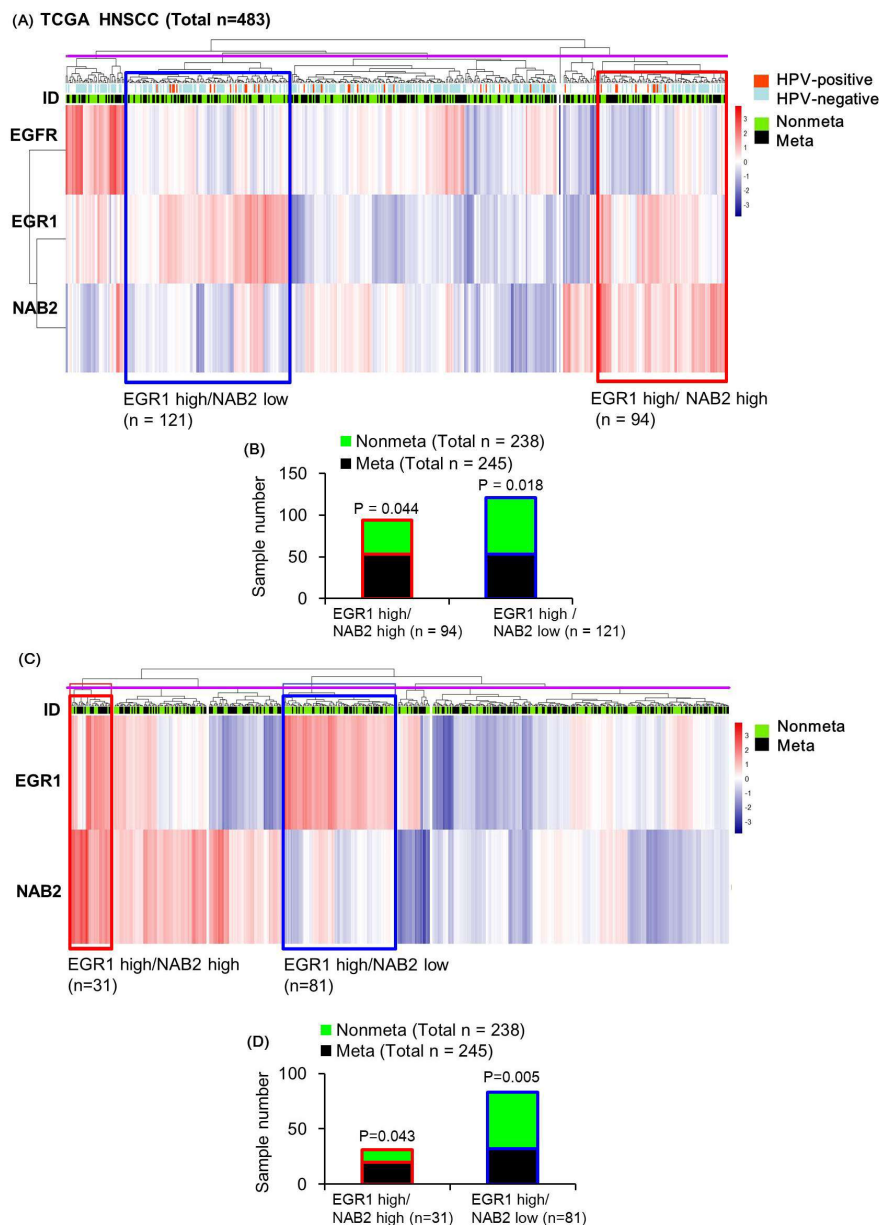 (A) TCGA HNSCC (Total n=483)
HPV-positive
HPV-negative
Nonmeta
Meta
ID
EGFR
EGR1
NAB2
3
2
1
0
-1
-2
-3
EGR1 high/NAB2 low
(n = 121)
EGR1 high/ NAB2 high
(n = 94)
(B)
Nonmeta (Total n = 238)
Meta (Total n = 245)
Sample number
150
100
50
0
P = 0.044
P = 0.018
EGR1 high/
NAB2 high (n = 94)
EGR1 high /
NAB2 low (n = 121)
(C)
ID
EGR1
NAB2
Nonmeta
Meta
3
2
1
0
-1
-2
-3
EGR1 high/NAB2 high
(n=31)
EGR1 high/NAB2 low
(n=81)
(D)
Nonmeta (Total n = 238)
Meta (Total n = 245)
Sample number
100
50
0
P=0.043
P=0.005
EGR1 high/
NAB2 high (n=31)
EGR1 high/
NAB2 low (n=81)